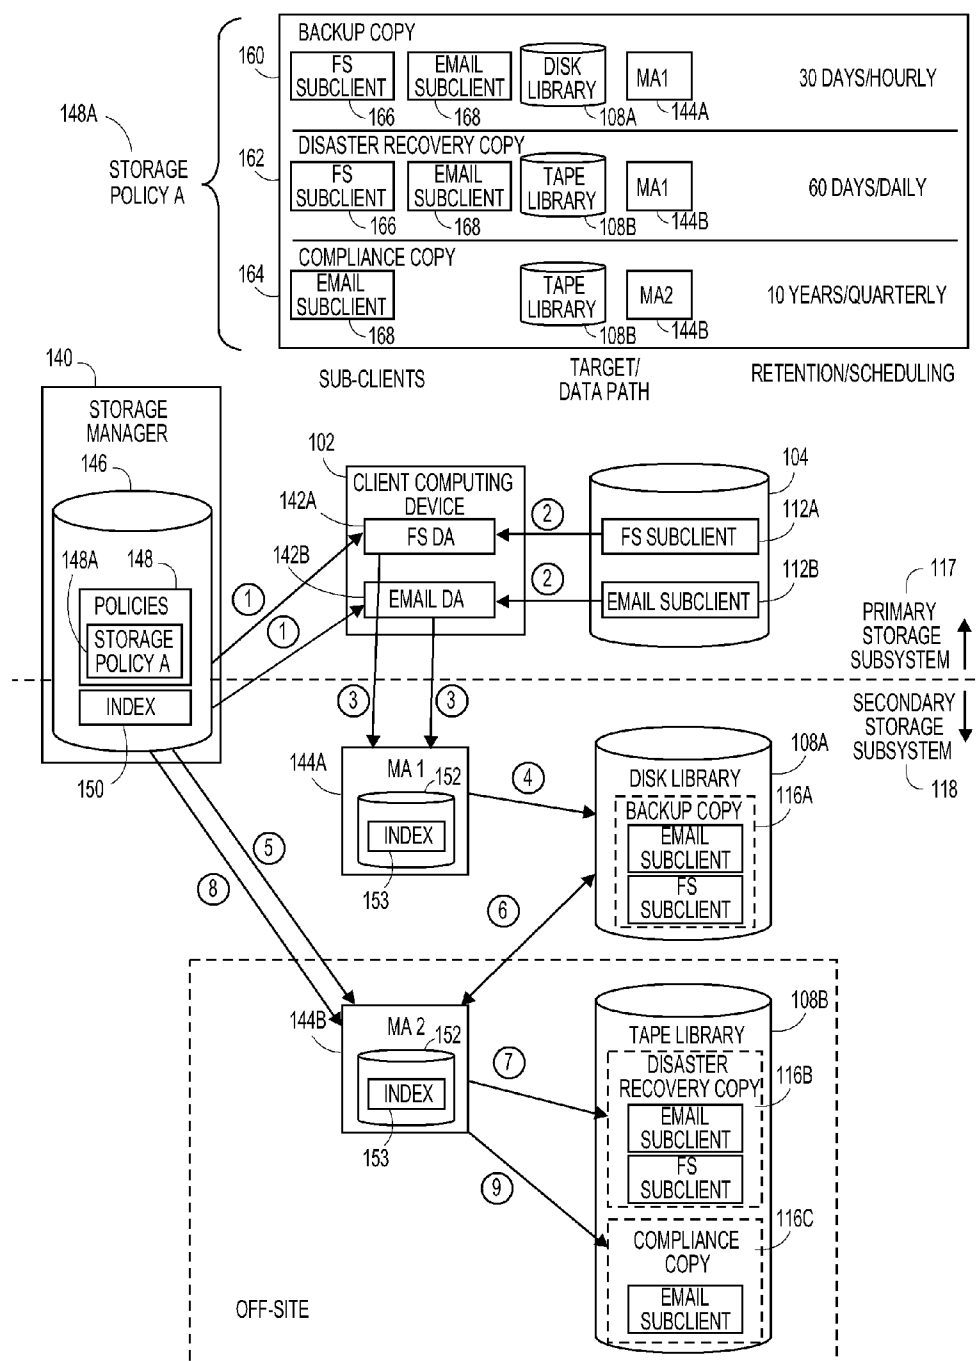 BACKUP COPY
160
FS
SUBCLIENT
166
EMAIL
SUBCLIENT
168
DISK
LIBRARY
108A
MA1
144A
30 DAYS/HOURLY
148A
STORAGE
POLICY A
DISASTER RECOVERY COPY
162
FS
SUBCLIENT
166
EMAIL
SUBCLIENT
168
TAPE
LIBRARY
108B
MA1
144B
60 DAYS/DAILY
COMPLIANCE COPY
164
EMAIL
SUBCLIENT
168
TAPE
LIBRARY
108B
MA2
144B
10 YEARS/QUARTERLY
SUB-CLIENTS
TARGET/
DATA PATH
RETENTION/SCHEDULING
140
STORAGE
MANAGER
146
148A
148
POLICIES
STORAGE
POLICY A
INDEX
150
102
CLIENT COMPUTING
DEVICE
142A
FS DA
142B
EMAIL DA
104
FS SUBCLIENT
112A
EMAIL SUBCLIENT
112B
1
1
2
2
117
PRIMARY
STORAGE
SUBSYSTEM
SECONDARY
STORAGE
SUBSYSTEM
118
3
3
144A
MA 1
152
INDEX
153
4
108A
DISK LIBRARY
116A
BACKUP COPY
EMAIL
SUBCLIENT
FS
SUBCLIENT
5
8
6
144B
MA 2
152
INDEX
153
7
9
108B
TAPE LIBRARY
DISASTER
RECOVERY COPY
116B
EMAIL
SUBCLIENT
FS
SUBCLIENT
116C
COMPLIANCE
COPY
EMAIL
SUBCLIENT
OFF-SITE